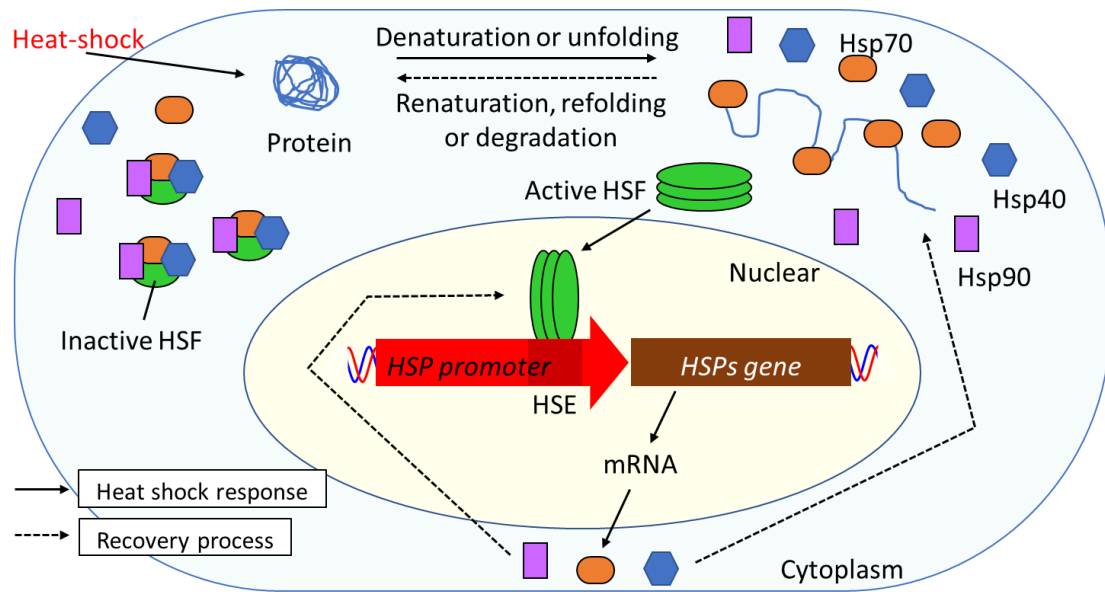 Heat-shock
Denaturation or unfolding
Hsp70
Renaturation, refolding
or degradation
Protein
Active HSF
Hsp40
Hsp90
Nuclear
Inactive HSF
HSP promoter
HSPs gene
HSE
mRNA
Heat shock response
Recovery process
Cytoplasm